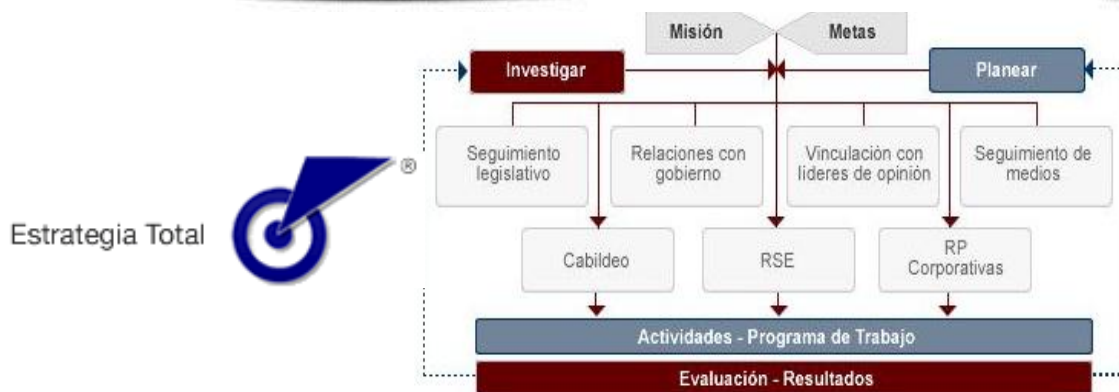 Misión
Metas
Investigar
Planear
Seguimiento
legislativo
Relaciones con
gobierno
Vinculación con
líderes de opinión
Seguimiento de
medios
®
Estrategia Total
Cabildeo
RSE
RP
Corporativas
Actividades - Programa de Trabajo
Evaluación - Resultados